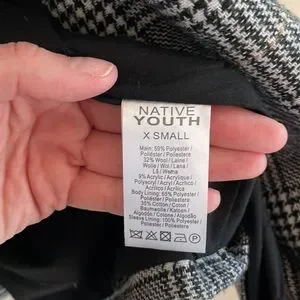 NATIVE
YOUTH
X SMALL
Main: 59% Polyester /
Poliéster / Poliestere
32% Wool / Laine /
Wolle / Wol / Lana /
Lã / Wełna
9% Acrylic / Acrylique /
Polyacryl / Acryl / Acrílico /
Acrilico / Acrílica
Body Lining: 65% Polyester /
Poliéster / Poliestere
35% Cotton / Coton /
Baumwolle / Katoen /
Algodón / Cotone / Algodão
Sleeve Lining: 100% Polyester /
Poliéster / Poliestere